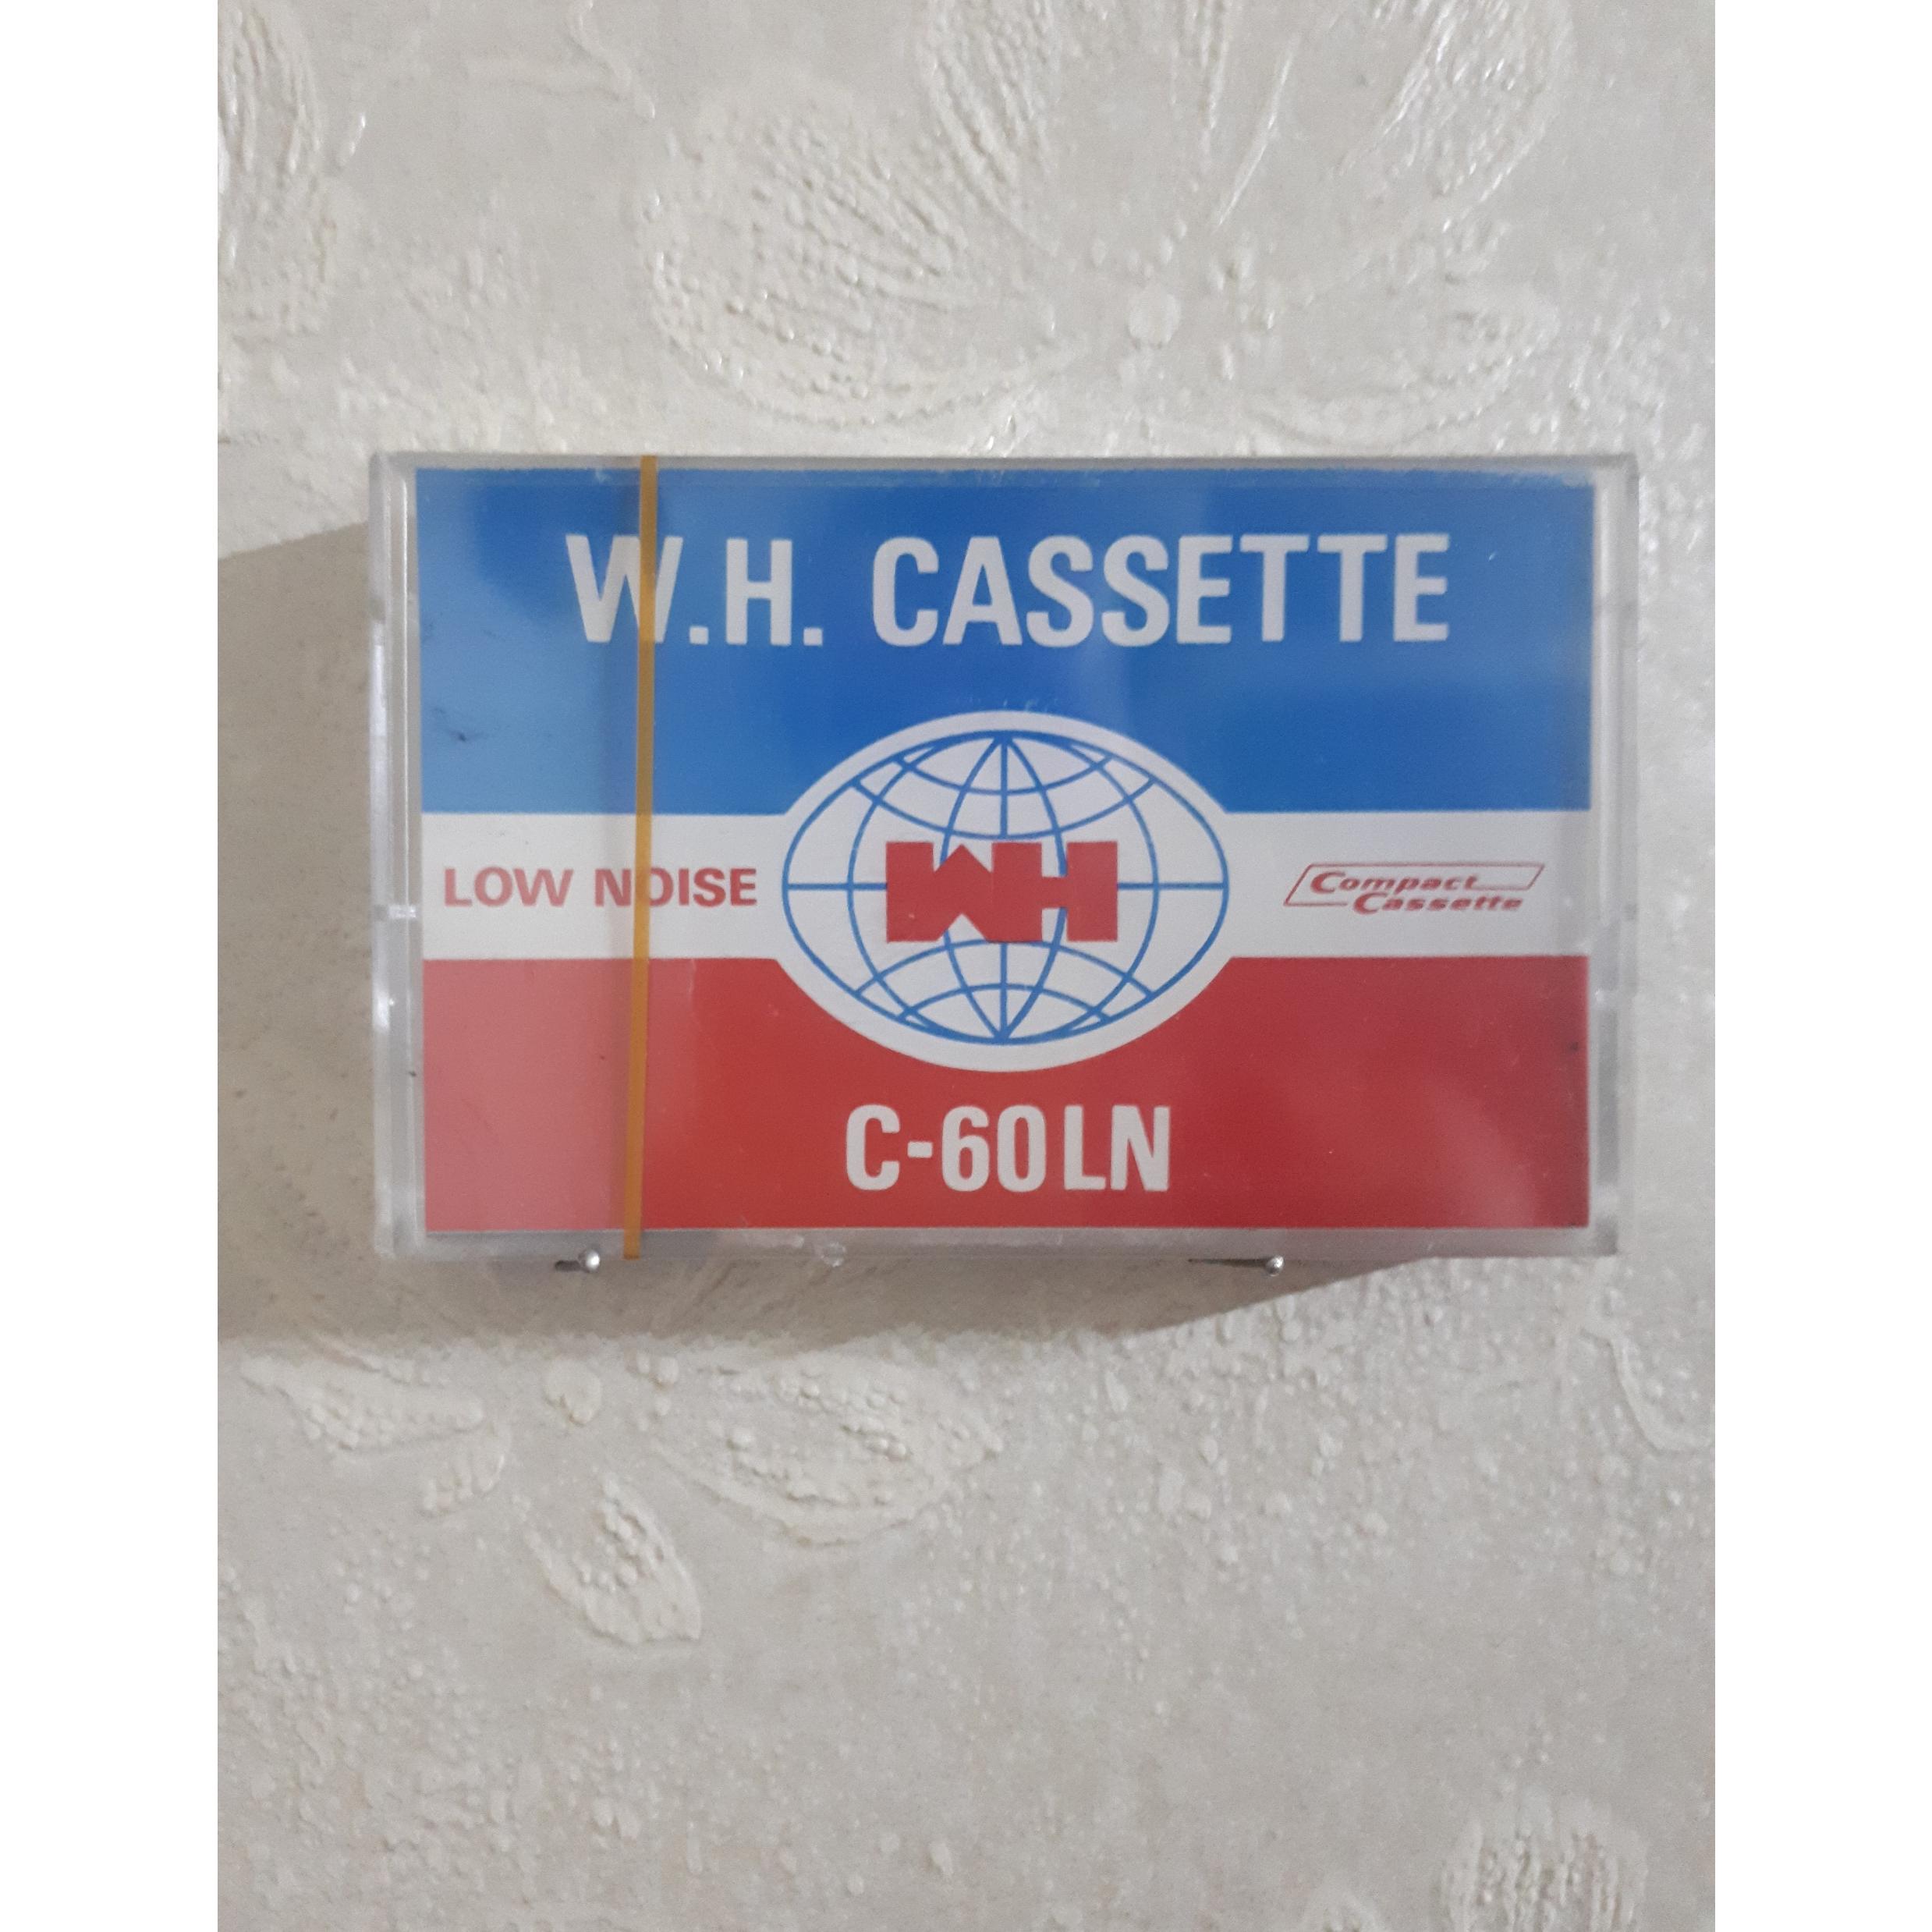 W.H. CASSETTE
LOW NOISE
WH
Compact
Cassette
C-60LN